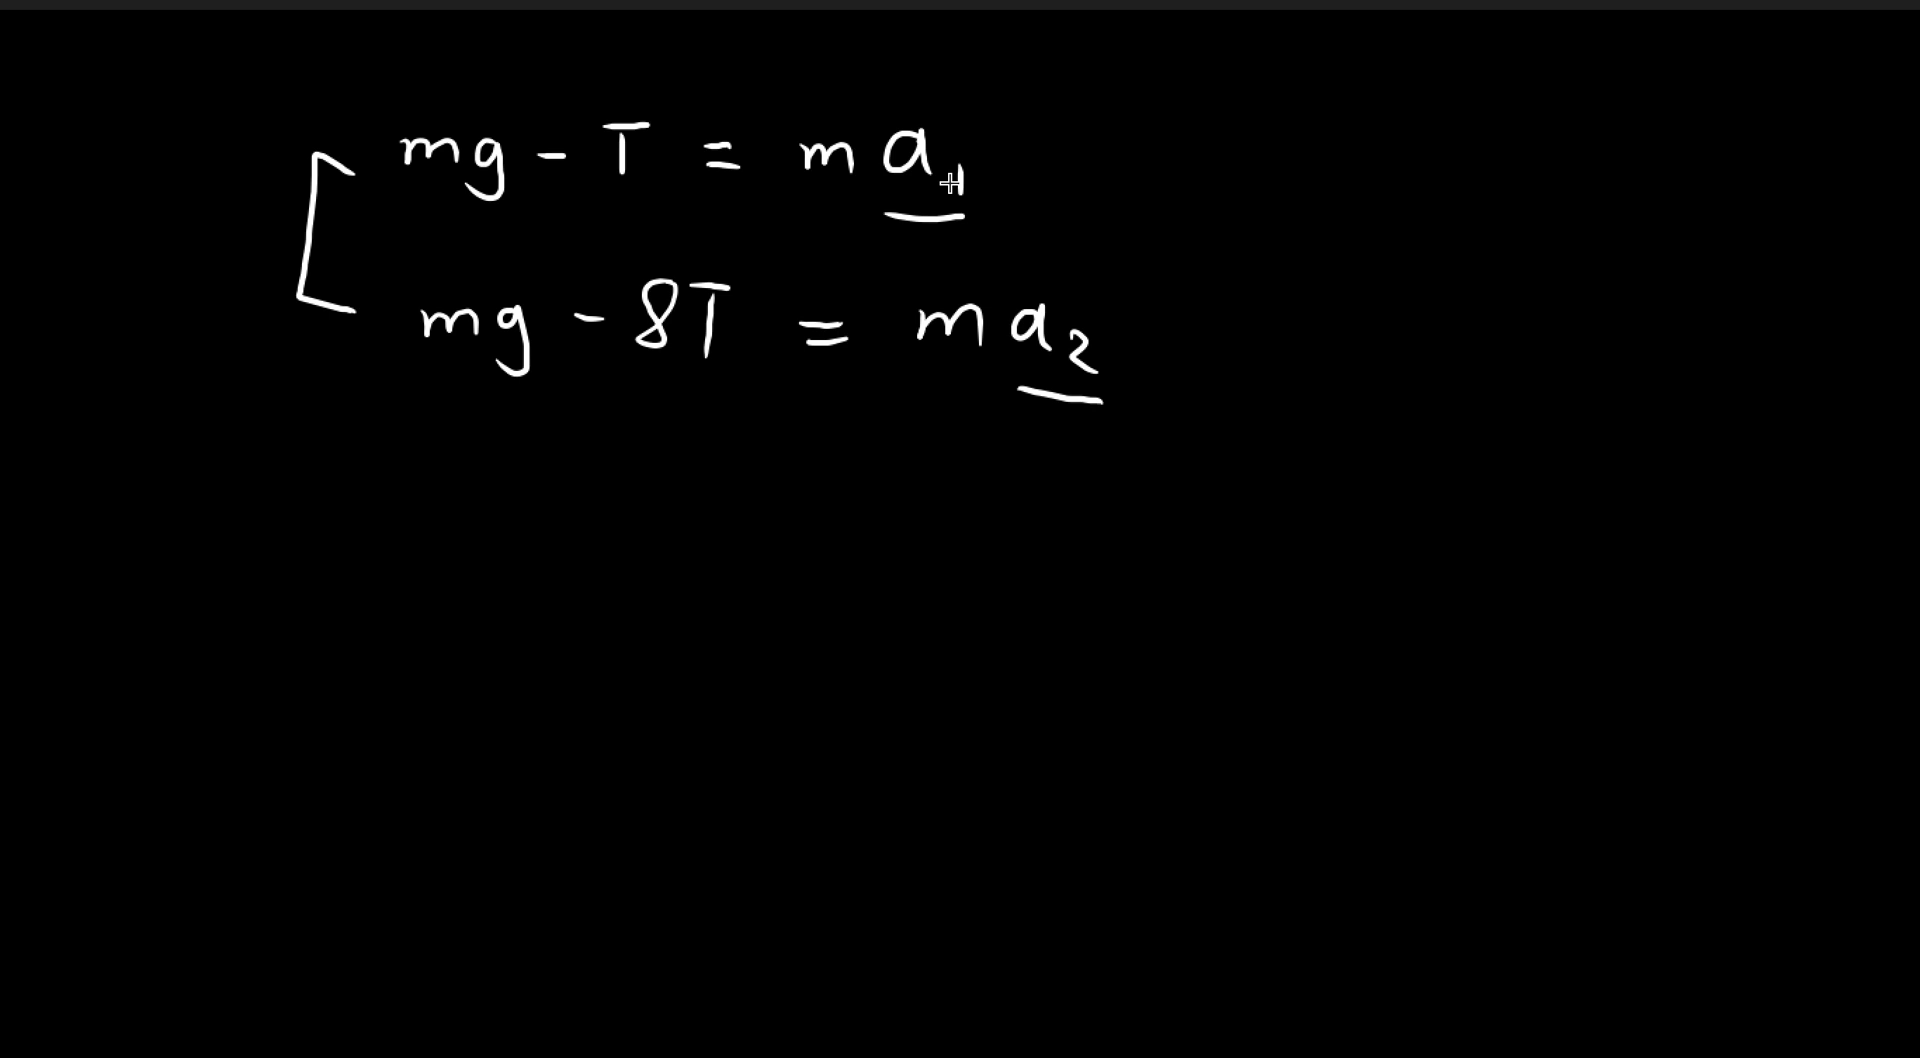 mg - T = ma₁
mg - 8T = ma₂